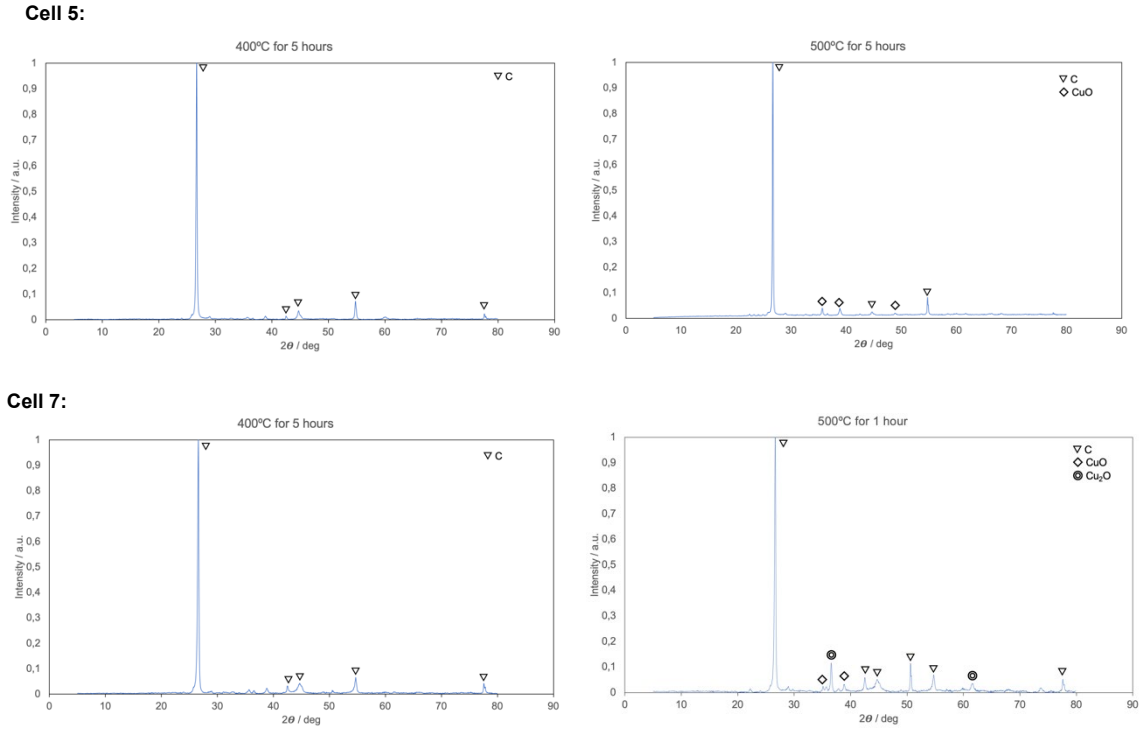 Cell 5:
400ºC for 5 hours
1
0,9
0,8
0,7
0,6
0,5
0,4
0,3
0,2
0,1
0
Intensity / a.u.
C
0 10 20 30 40 50 60 70 80 90
2θ / deg
500ºC for 5 hours
1
0,9
0,8
0,7
0,6
0,5
0,4
0,3
0,2
0,1
0
Intensity / a.u.
C
CuO
0 10 20 30 40 50 60 70 80 90
2θ / deg
Cell 7:
400ºC for 5 hours
1
0,9
0,8
0,7
0,6
0,5
0,4
0,3
0,2
0,1
0
Intensity / a.u.
C
0 10 20 30 40 50 60 70 80 90
2θ / deg
500ºC for 1 hour
1
0,9
0,8
0,7
0,6
0,5
0,4
0,3
0,2
0,1
0
Intensity / a.u.
C
CuO
Cu₂O
0 10 20 30 40 50 60 70 80 90
2θ / deg